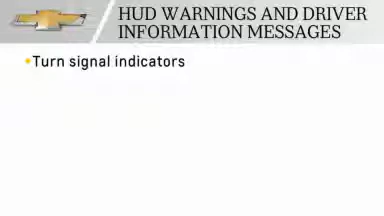 HUD WARNINGS AND DRIVER
INFORMATION MESSAGES
•Turn signal indicators